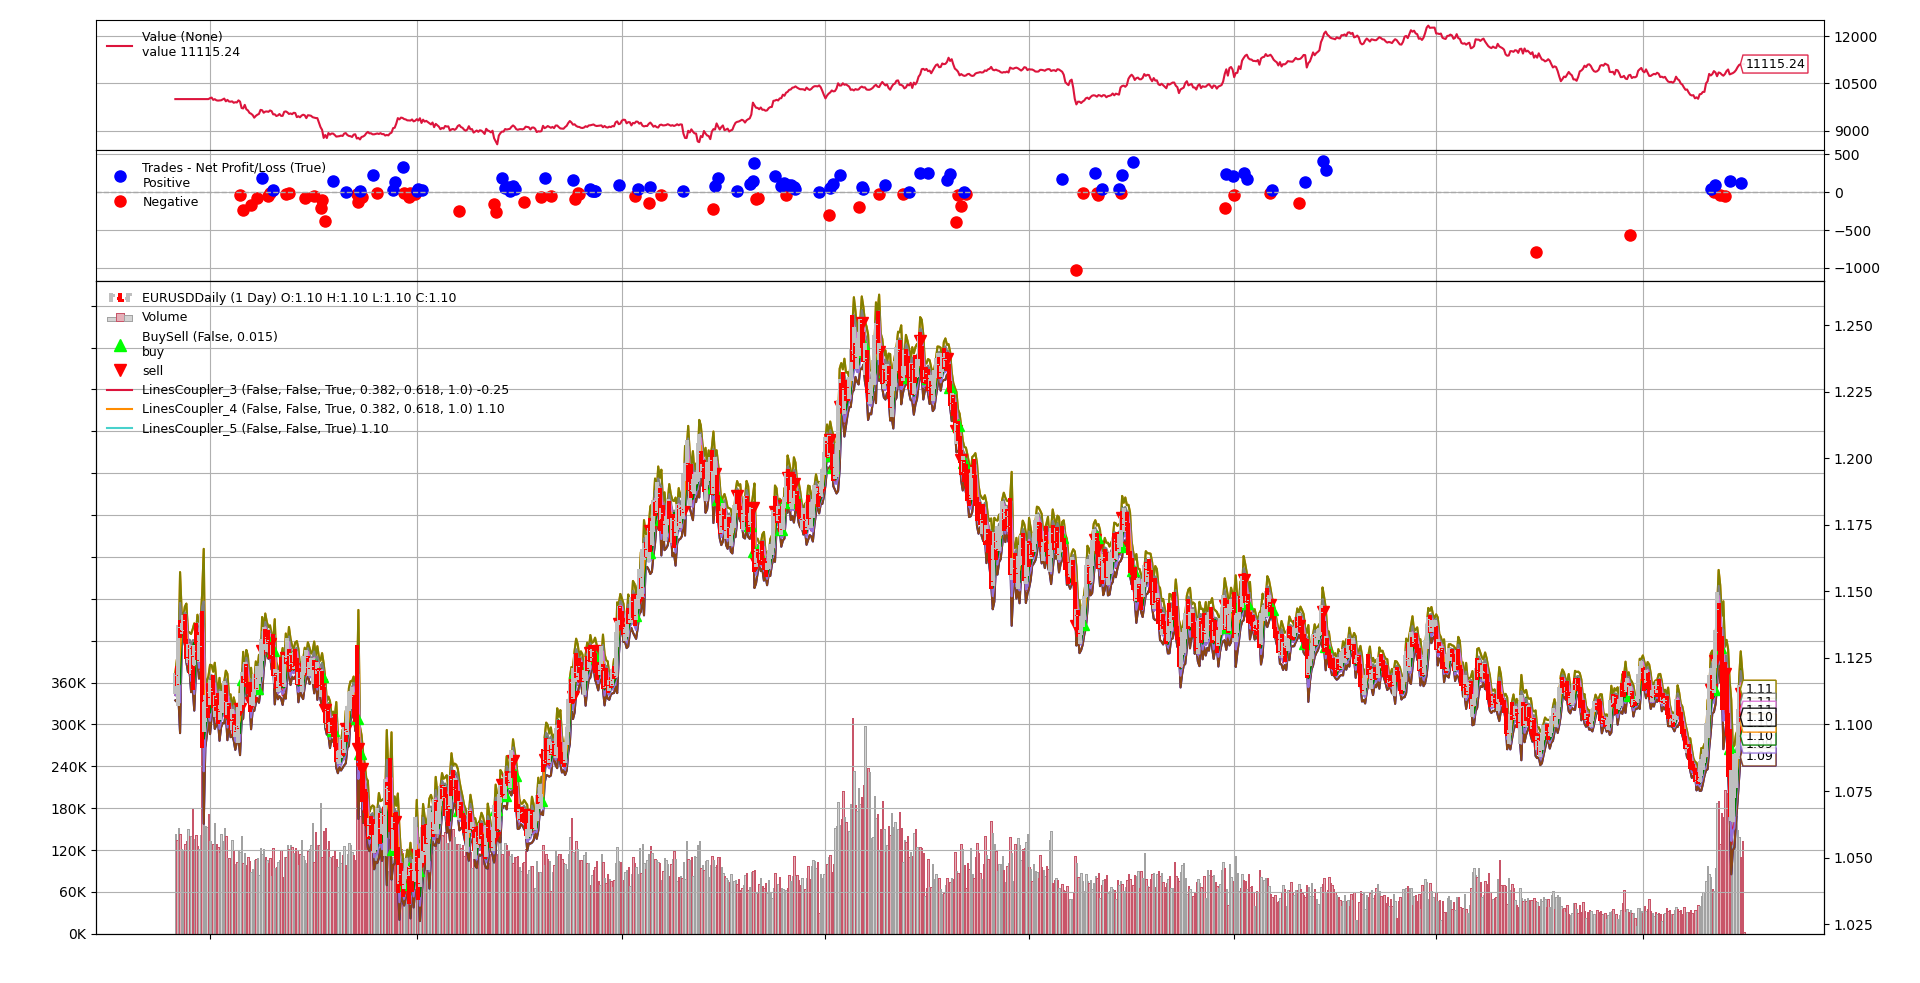 Value (None)
value 11115.24
12000
11115.24
10500
9000
Trades - Net Profit/Loss (True)
Positive
Negative
500
0
−500
−1000
EURUSDDaily (1 Day) O:1.10 H:1.10 L:1.10 C:1.10
Volume
BuySell (False, 0.015)
buy
sell
LinesCoupler_3 (False, False, True, 0.382, 0.618, 1.0) -0.25
LinesCoupler_4 (False, False, True, 0.382, 0.618, 1.0) 1.10
LinesCoupler_5 (False, False, True) 1.10
1.250
1.225
1.200
1.175
1.150
1.125
1.100
1.075
1.050
1.025
1.11
1.10
1.10
1.09
360K
300K
240K
180K
120K
60K
0K